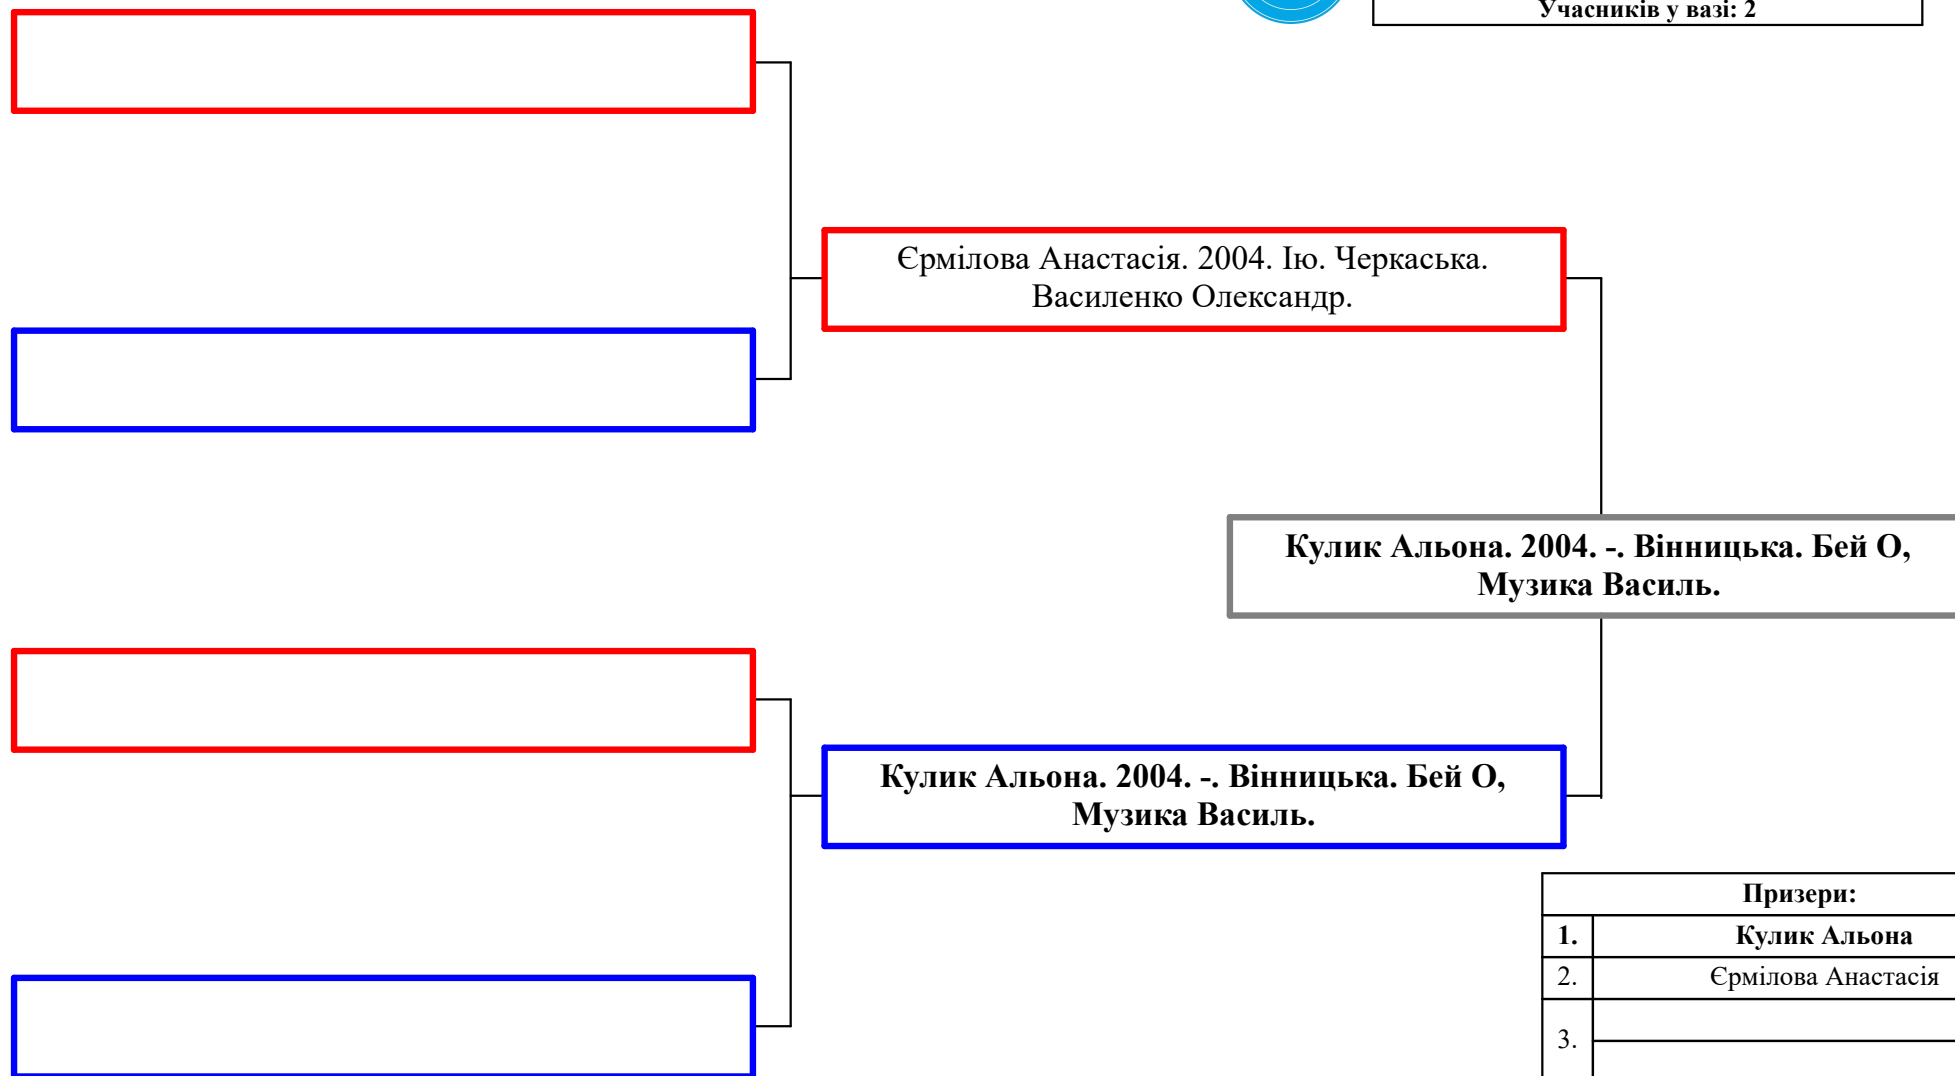 Учасників у вазі: 2
Єрмілова Анастасія. 2004. Ію. Черкаська.
Василенко Олександр.
Кулик Альона. 2004. -. Вінницька. Бей О,
Музика Василь.
Кулик Альона. 2004. -. Вінницька. Бей О,
Музика Василь.
Призери:
1. Кулик Альона
2. Єрмілова Анастасія
3.